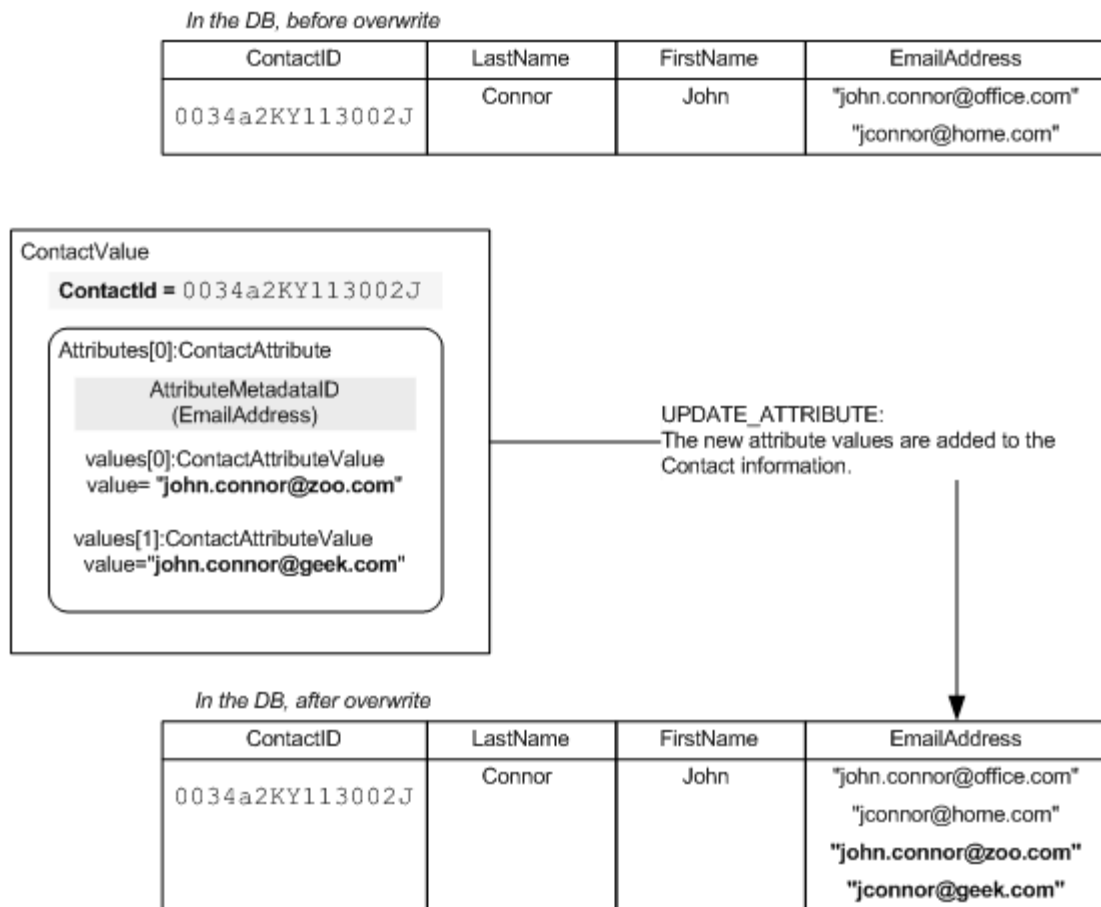 In the DB, before overwrite
ContactID LastName FirstName EmailAddress
0034a2KY113002J Connor John "john.connor@office.com"
"jconnor@home.com"
ContactValue
ContactId = 0034a2KY113002J
Attributes[0]:ContactAttribute
AttributeMetadataID
(EmailAddress)
values[0]:ContactAttributeValue
value= "john.connor@zoo.com"
values[1]:ContactAttributeValue
value="john.connor@geek.com"
UPDATE_ATTRIBUTE:
The new attribute values are added to the
Contact information.
In the DB, after overwrite
ContactID LastName FirstName EmailAddress
0034a2KY113002J Connor John "john.connor@office.com"
"jconnor@home.com"
"john.connor@zoo.com"
"jconnor@geek.com"